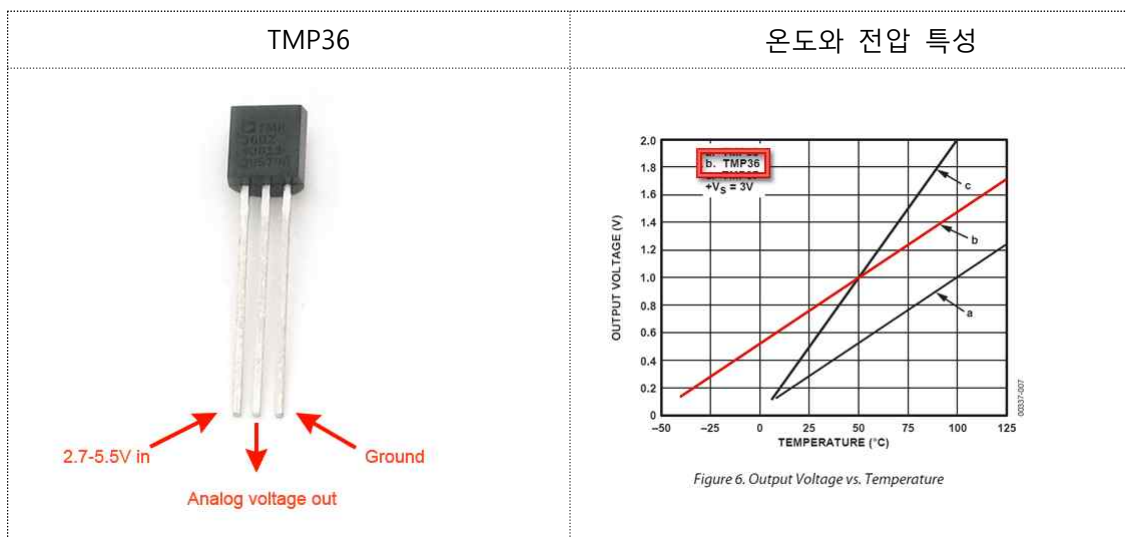 TMP36
온도와 전압 특성
2.7-5.5V in
Ground
Analog voltage out
2.0
1.8
1.6
1.4
1.2
1.0
0.8
0.6
0.4
0.2
0
b. TMP36
+VS = 3V
c
b
a
OUTPUT VOLTAGE (V)
–50 –25 0 25 50 75 100 125
TEMPERATURE (°C)
00337-007
Figure 6. Output Voltage vs. Temperature